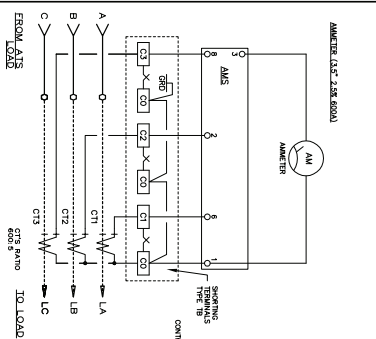 AMMETER (3.5" 2.5% 600A)
AM
AMMETER
3
1
AMS
8
2
6
C3
C0
C2
C0
C1
C0
GRD
SHORTING
TERMINALS
TYPE TB
A
CT1
LA
B
CT2
LB
C
CT3
LC
FROM ATS
LOAD
CT'S RATIO
600:5
TO LOAD